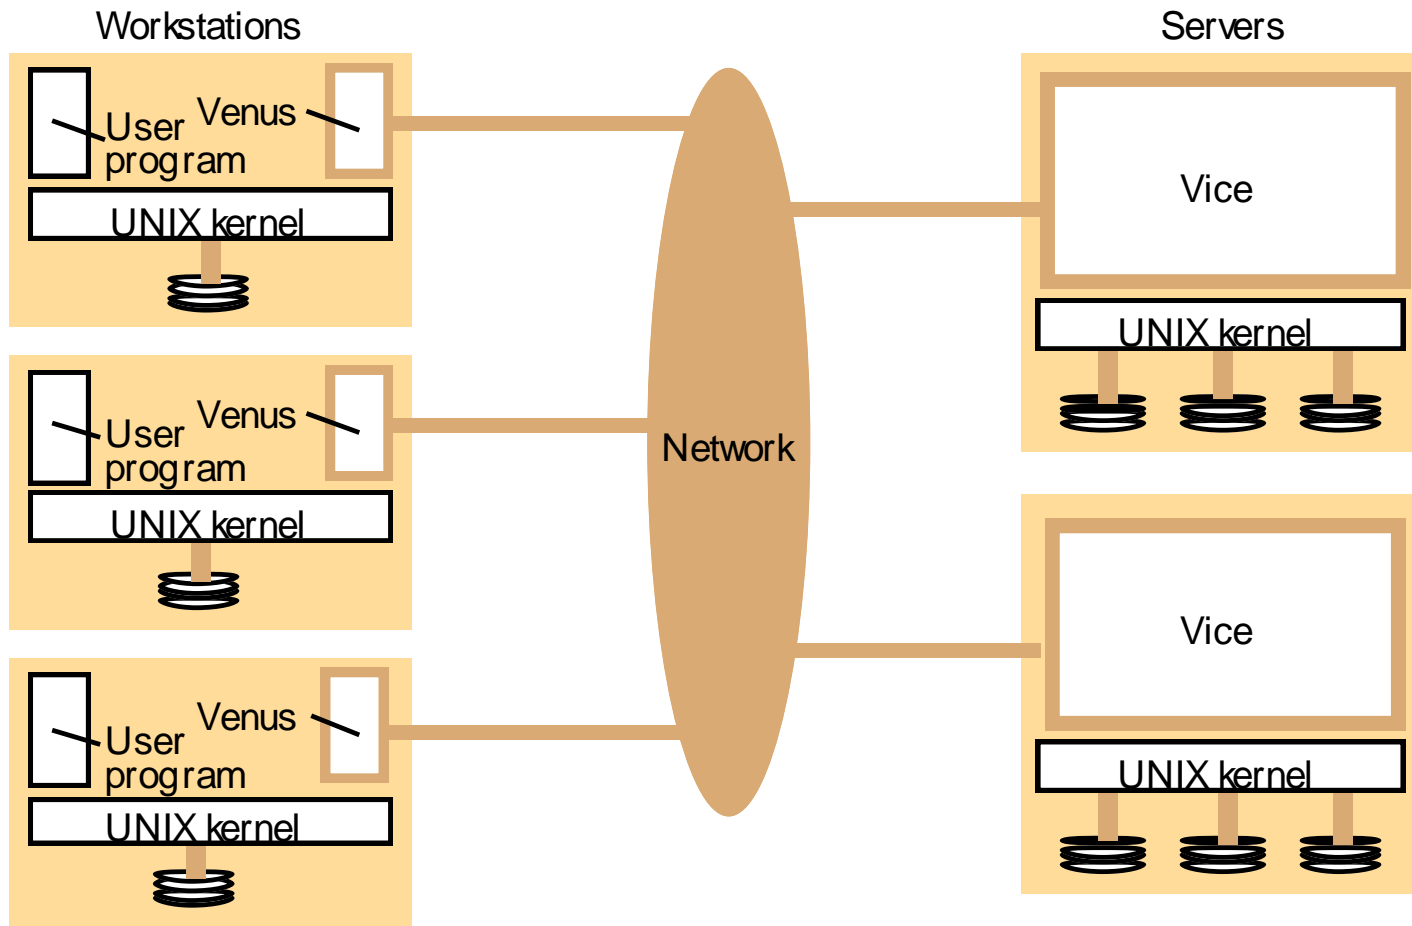 Workstations
Servers
User
program
Venus
UNIX kernel
Vice
UNIX kernel
User
program
Venus
UNIX kernel
Network
Vice
UNIX kernel
User
program
Venus
UNIX kernel